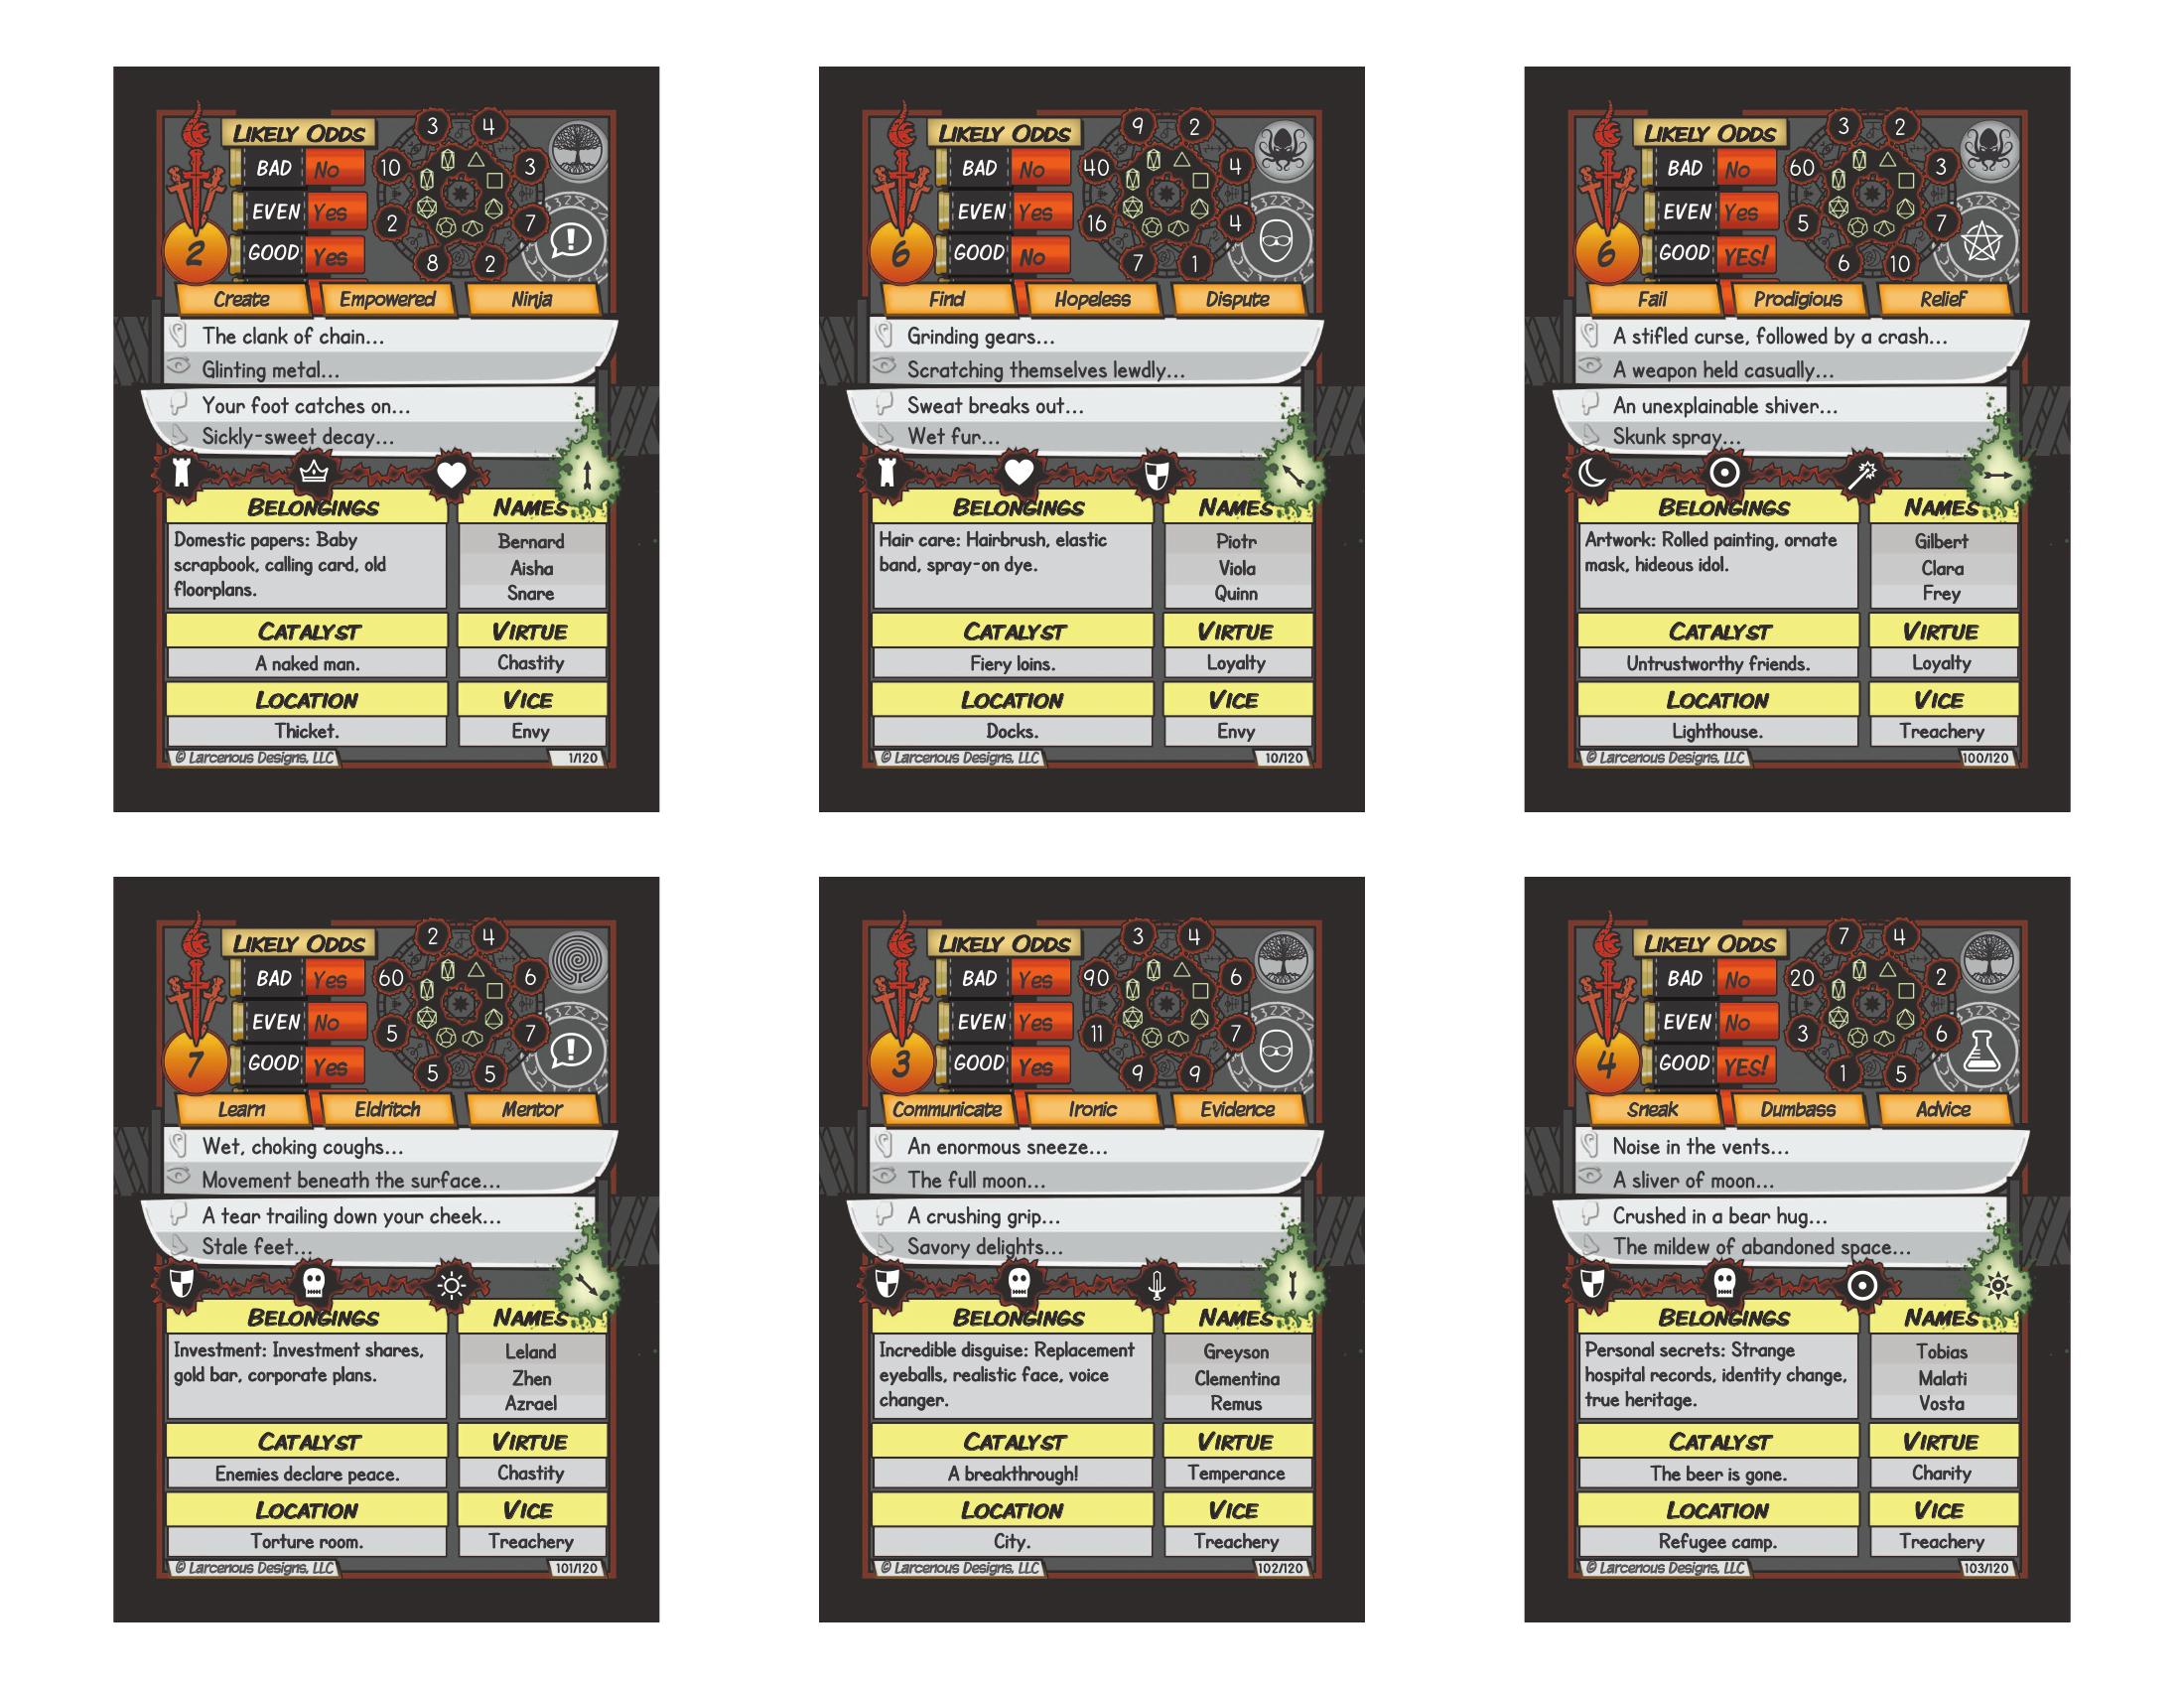 LIKELY ODDS
3 4
BAD No 10 3
EVEN Yes 2 7
GOOD Yes 8 2
2
Create Empowered Ninja
The clank of chain...
Glinting metal...
Your foot catches on...
Sickly-sweet decay...
BELONGINGS NAMES
Domestic papers: Baby
scrapbook, calling card, old
floorplans.
Bernard
Aisha
Snare
CATALYST VIRTUE
A naked man. Chastity
LOCATION VICE
Thicket. Envy
© Larcenous Designs, LLC 1/120
LIKELY ODDS
9 2
BAD No 40 4
EVEN Yes 16 4
GOOD No 7 1
6
Find Hopeless Dispute
Grinding gears...
Scratching themselves lewdly...
Sweat breaks out...
Wet fur...
BELONGINGS NAMES
Hair care: Hairbrush, elastic
band, spray-on dye.
Piotr
Viola
Quinn
CATALYST VIRTUE
Fiery loins. Loyalty
LOCATION VICE
Docks. Envy
© Larcenous Designs, LLC 10/120
LIKELY ODDS
3 2
BAD No 60 3
EVEN Yes 5 7
GOOD YES! 6 10
6
Fail Prodigious Relief
A stifled curse, followed by a crash...
A weapon held casually...
An unexplainable shiver...
Skunk spray...
BELONGINGS NAMES
Artwork: Rolled painting, ornate
mask, hideous idol.
Gilbert
Clara
Frey
CATALYST VIRTUE
Untrustworthy friends. Loyalty
LOCATION VICE
Lighthouse. Treachery
© Larcenous Designs, LLC 100/120
LIKELY ODDS
2 4
BAD Yes 60 6
EVEN No 5 7
GOOD Yes 5 5
7
Learn Eldritch Mentor
Wet, choking coughs...
Movement beneath the surface...
A tear trailing down your cheek...
Stale feet...
BELONGINGS NAMES
Investment: Investment shares,
gold bar, corporate plans.
Leland
Zhen
Azrael
CATALYST VIRTUE
Enemies declare peace. Chastity
LOCATION VICE
Torture room. Treachery
© Larcenous Designs, LLC 101/120
LIKELY ODDS
3 4
BAD Yes 90 6
EVEN Yes 11 7
GOOD Yes 9 9
3
Communicate Ironic Evidence
An enormous sneeze...
The full moon...
A crushing grip...
Savory delights...
BELONGINGS NAMES
Incredible disguise: Replacement
eyeballs, realistic face, voice
changer.
Greyson
Clementina
Remus
CATALYST VIRTUE
A breakthrough! Temperance
LOCATION VICE
City. Treachery
© Larcenous Designs, LLC 102/120
LIKELY ODDS
7 4
BAD No 20 2
EVEN No 3 6
GOOD YES! 1 5
4
Sneak Dumbass Advice
Noise in the vents...
A sliver of moon...
Crushed in a bear hug...
The mildew of abandoned space...
BELONGINGS NAMES
Personal secrets: Strange
hospital records, identity change,
true heritage.
Tobias
Malati
Vosta
CATALYST VIRTUE
The beer is gone. Charity
LOCATION VICE
Refugee camp. Treachery
© Larcenous Designs, LLC 103/120